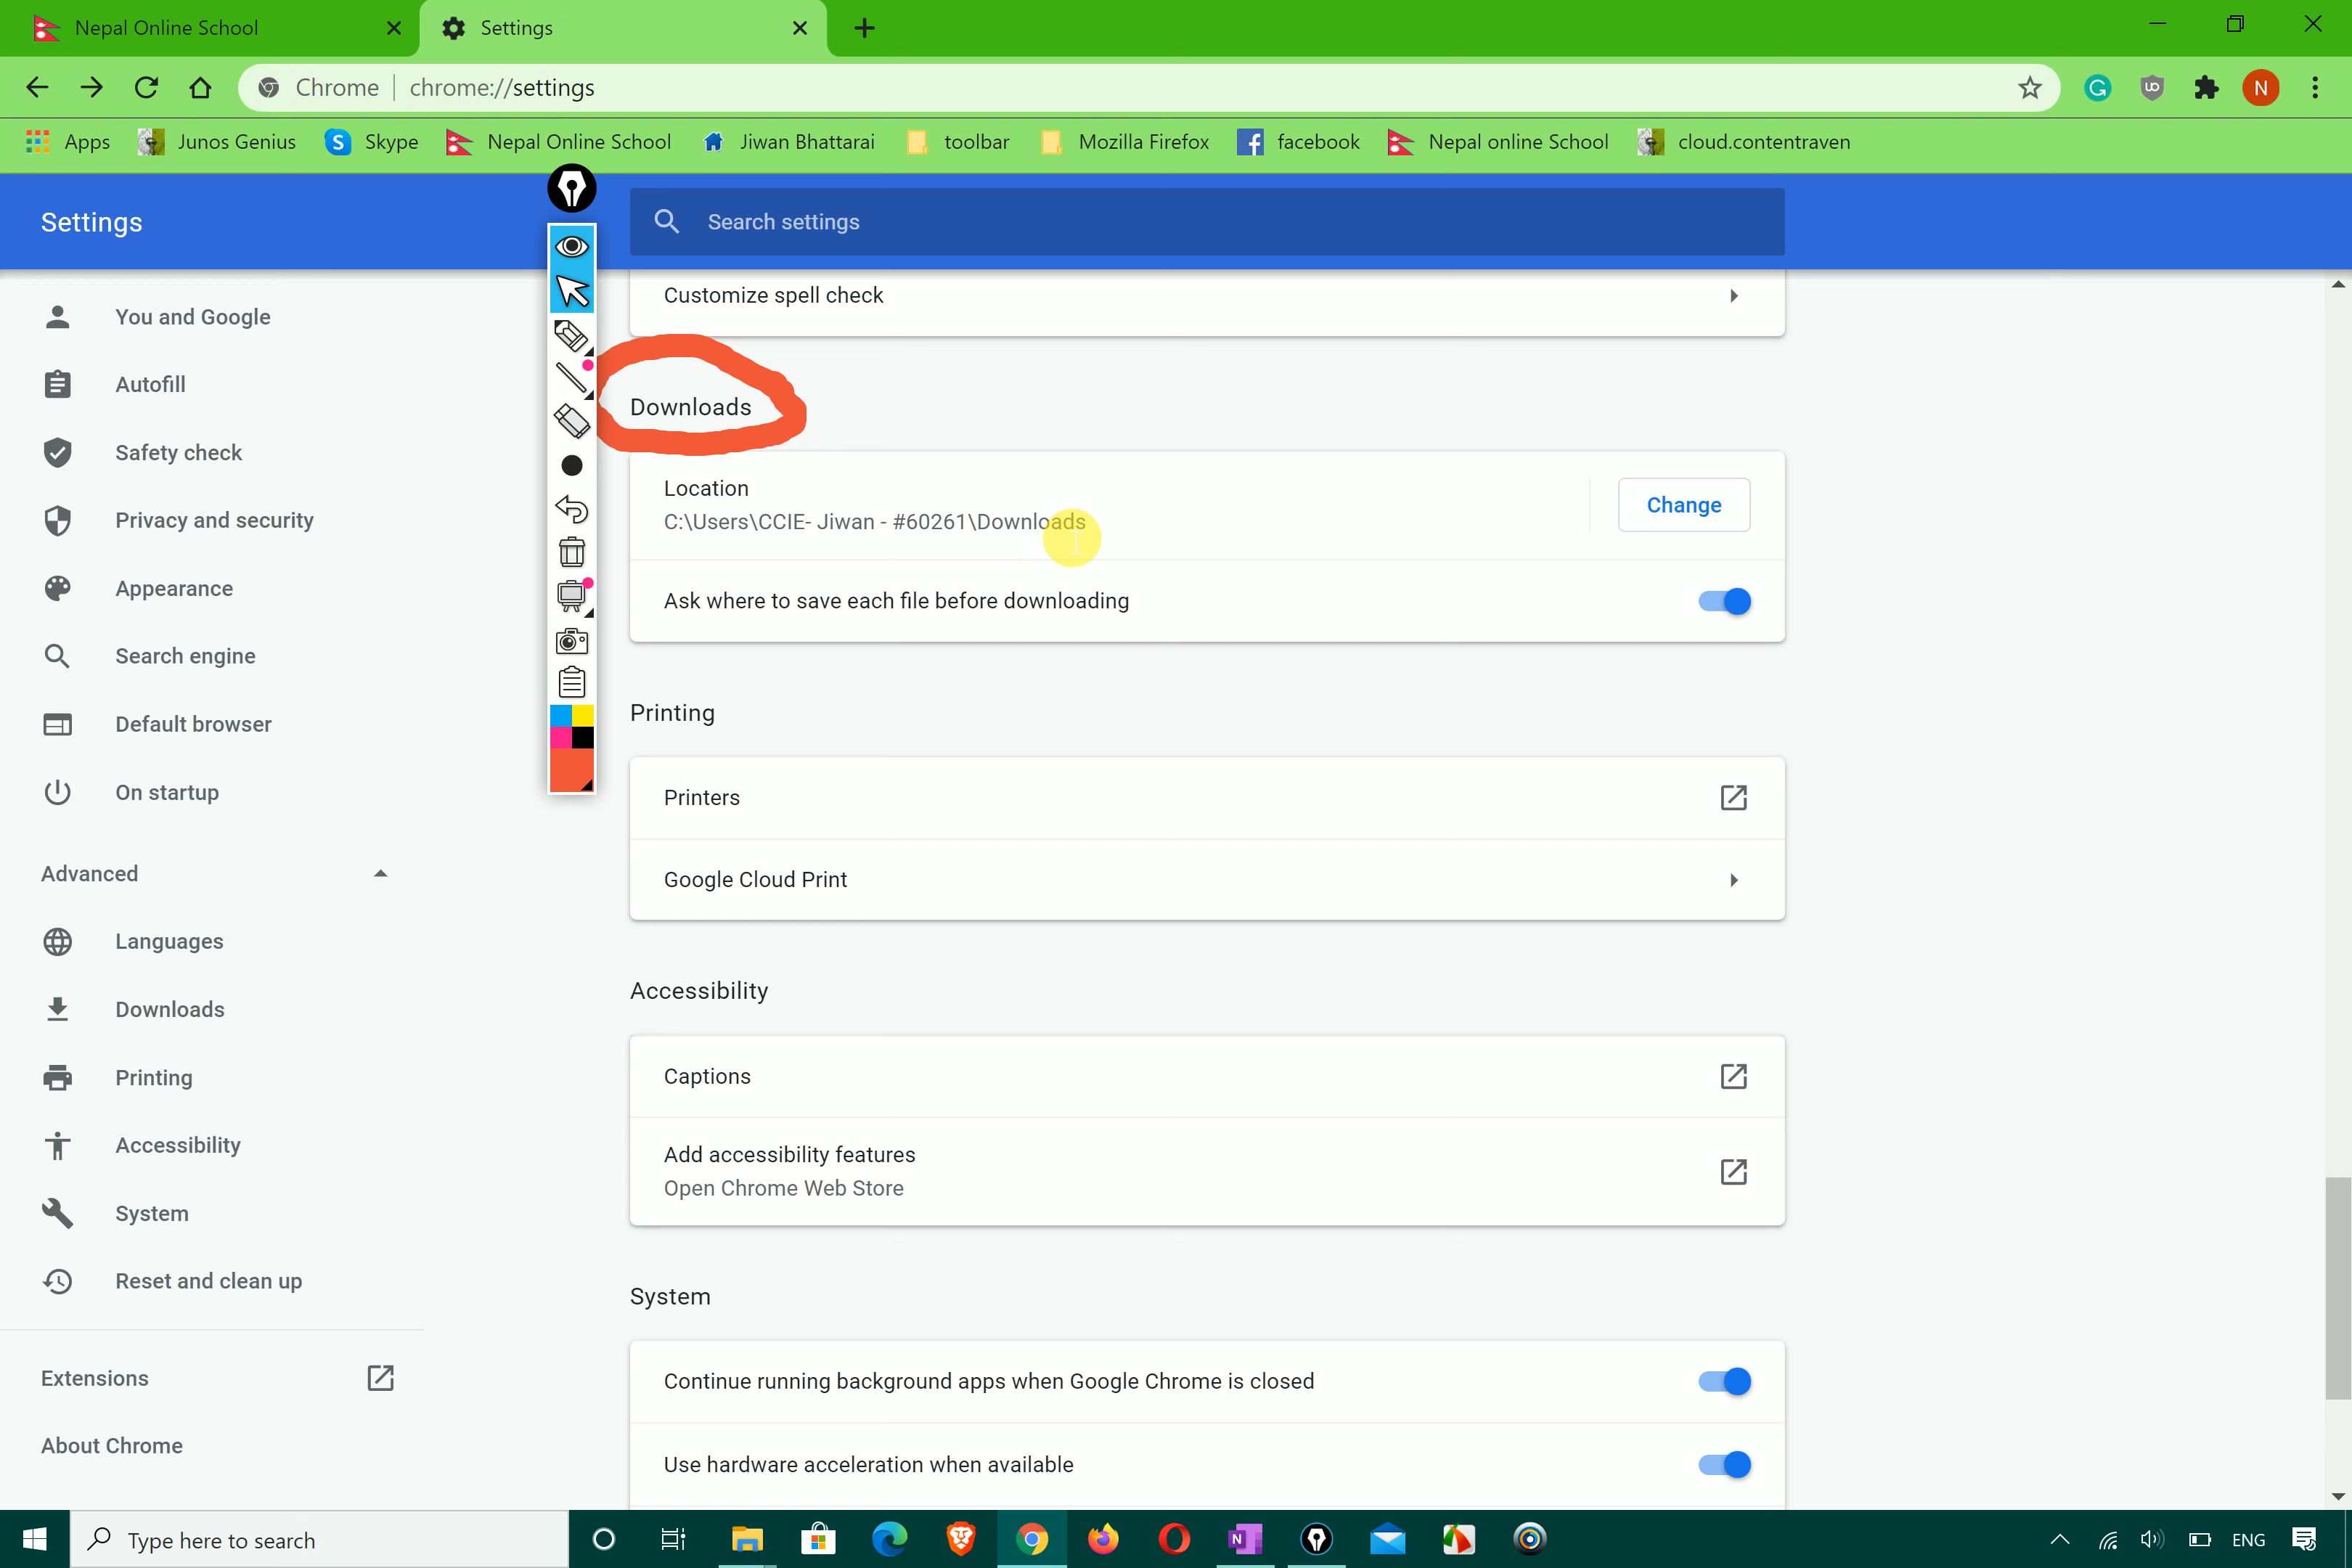 Nepal Online School
Settings
Chrome | chrome://settings
N
Apps Junos Genius Skype Nepal Online School Jiwan Bhattarai toolbar Mozilla Firefox facebook Nepal online School cloud.contentraven
Settings
Search settings
You and Google
Autofill
Safety check
Privacy and security
Appearance
Search engine
Default browser
On startup
Advanced
Languages
Downloads
Printing
Accessibility
System
Reset and clean up
Extensions
About Chrome
Customize spell check
Downloads
Location
C:\Users\CCIE- Jiwan - #60261\Downloads
Change
Ask where to save each file before downloading
Printing
Printers
Google Cloud Print
Accessibility
Captions
Add accessibility features
Open Chrome Web Store
System
Continue running background apps when Google Chrome is closed
Use hardware acceleration when available
Type here to search
ENG